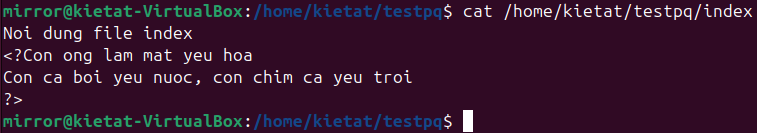 mirror@kietat-VirtualBox:/home/kietat/testpq$ cat /home/kietat/testpq/index
Noi dung file index
<?Con ong lam mat yeu hoa
Con ca boi yeu nuoc, con chim ca yeu troi
?>
mirror@kietat-VirtualBox:/home/kietat/testpq$